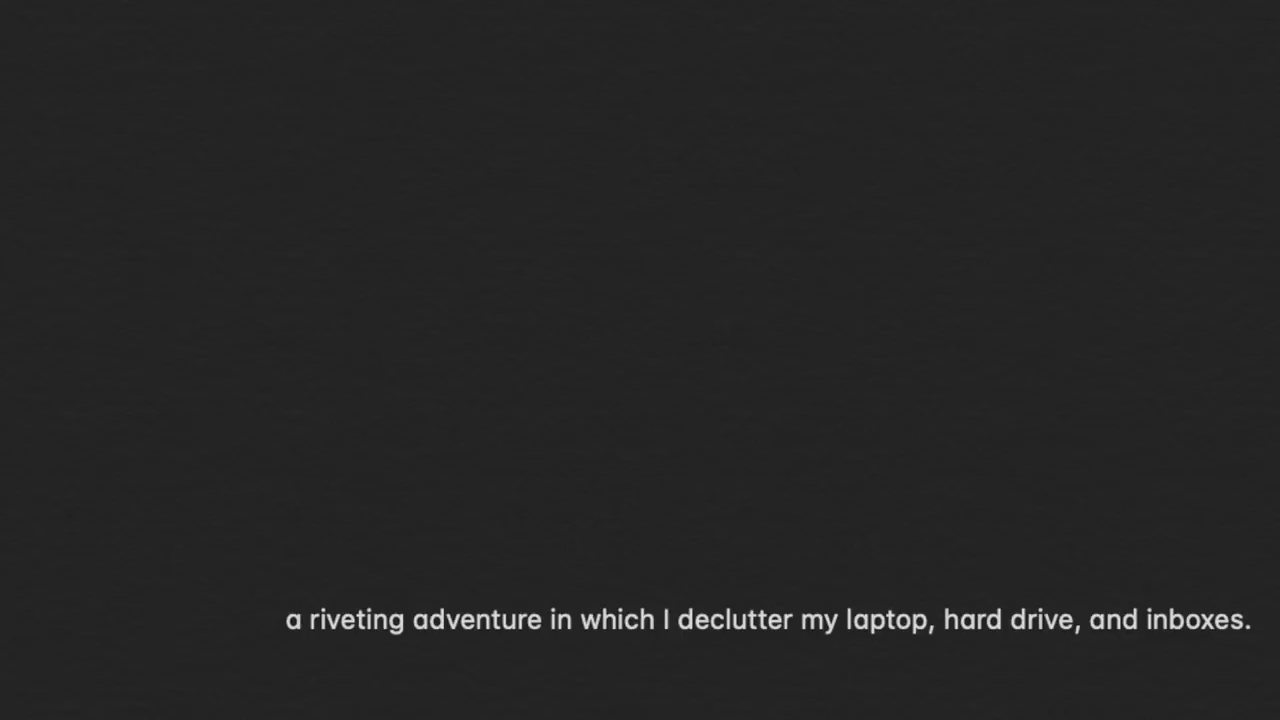 a riveting adventure in which I declutter my laptop, hard drive, and inboxes.